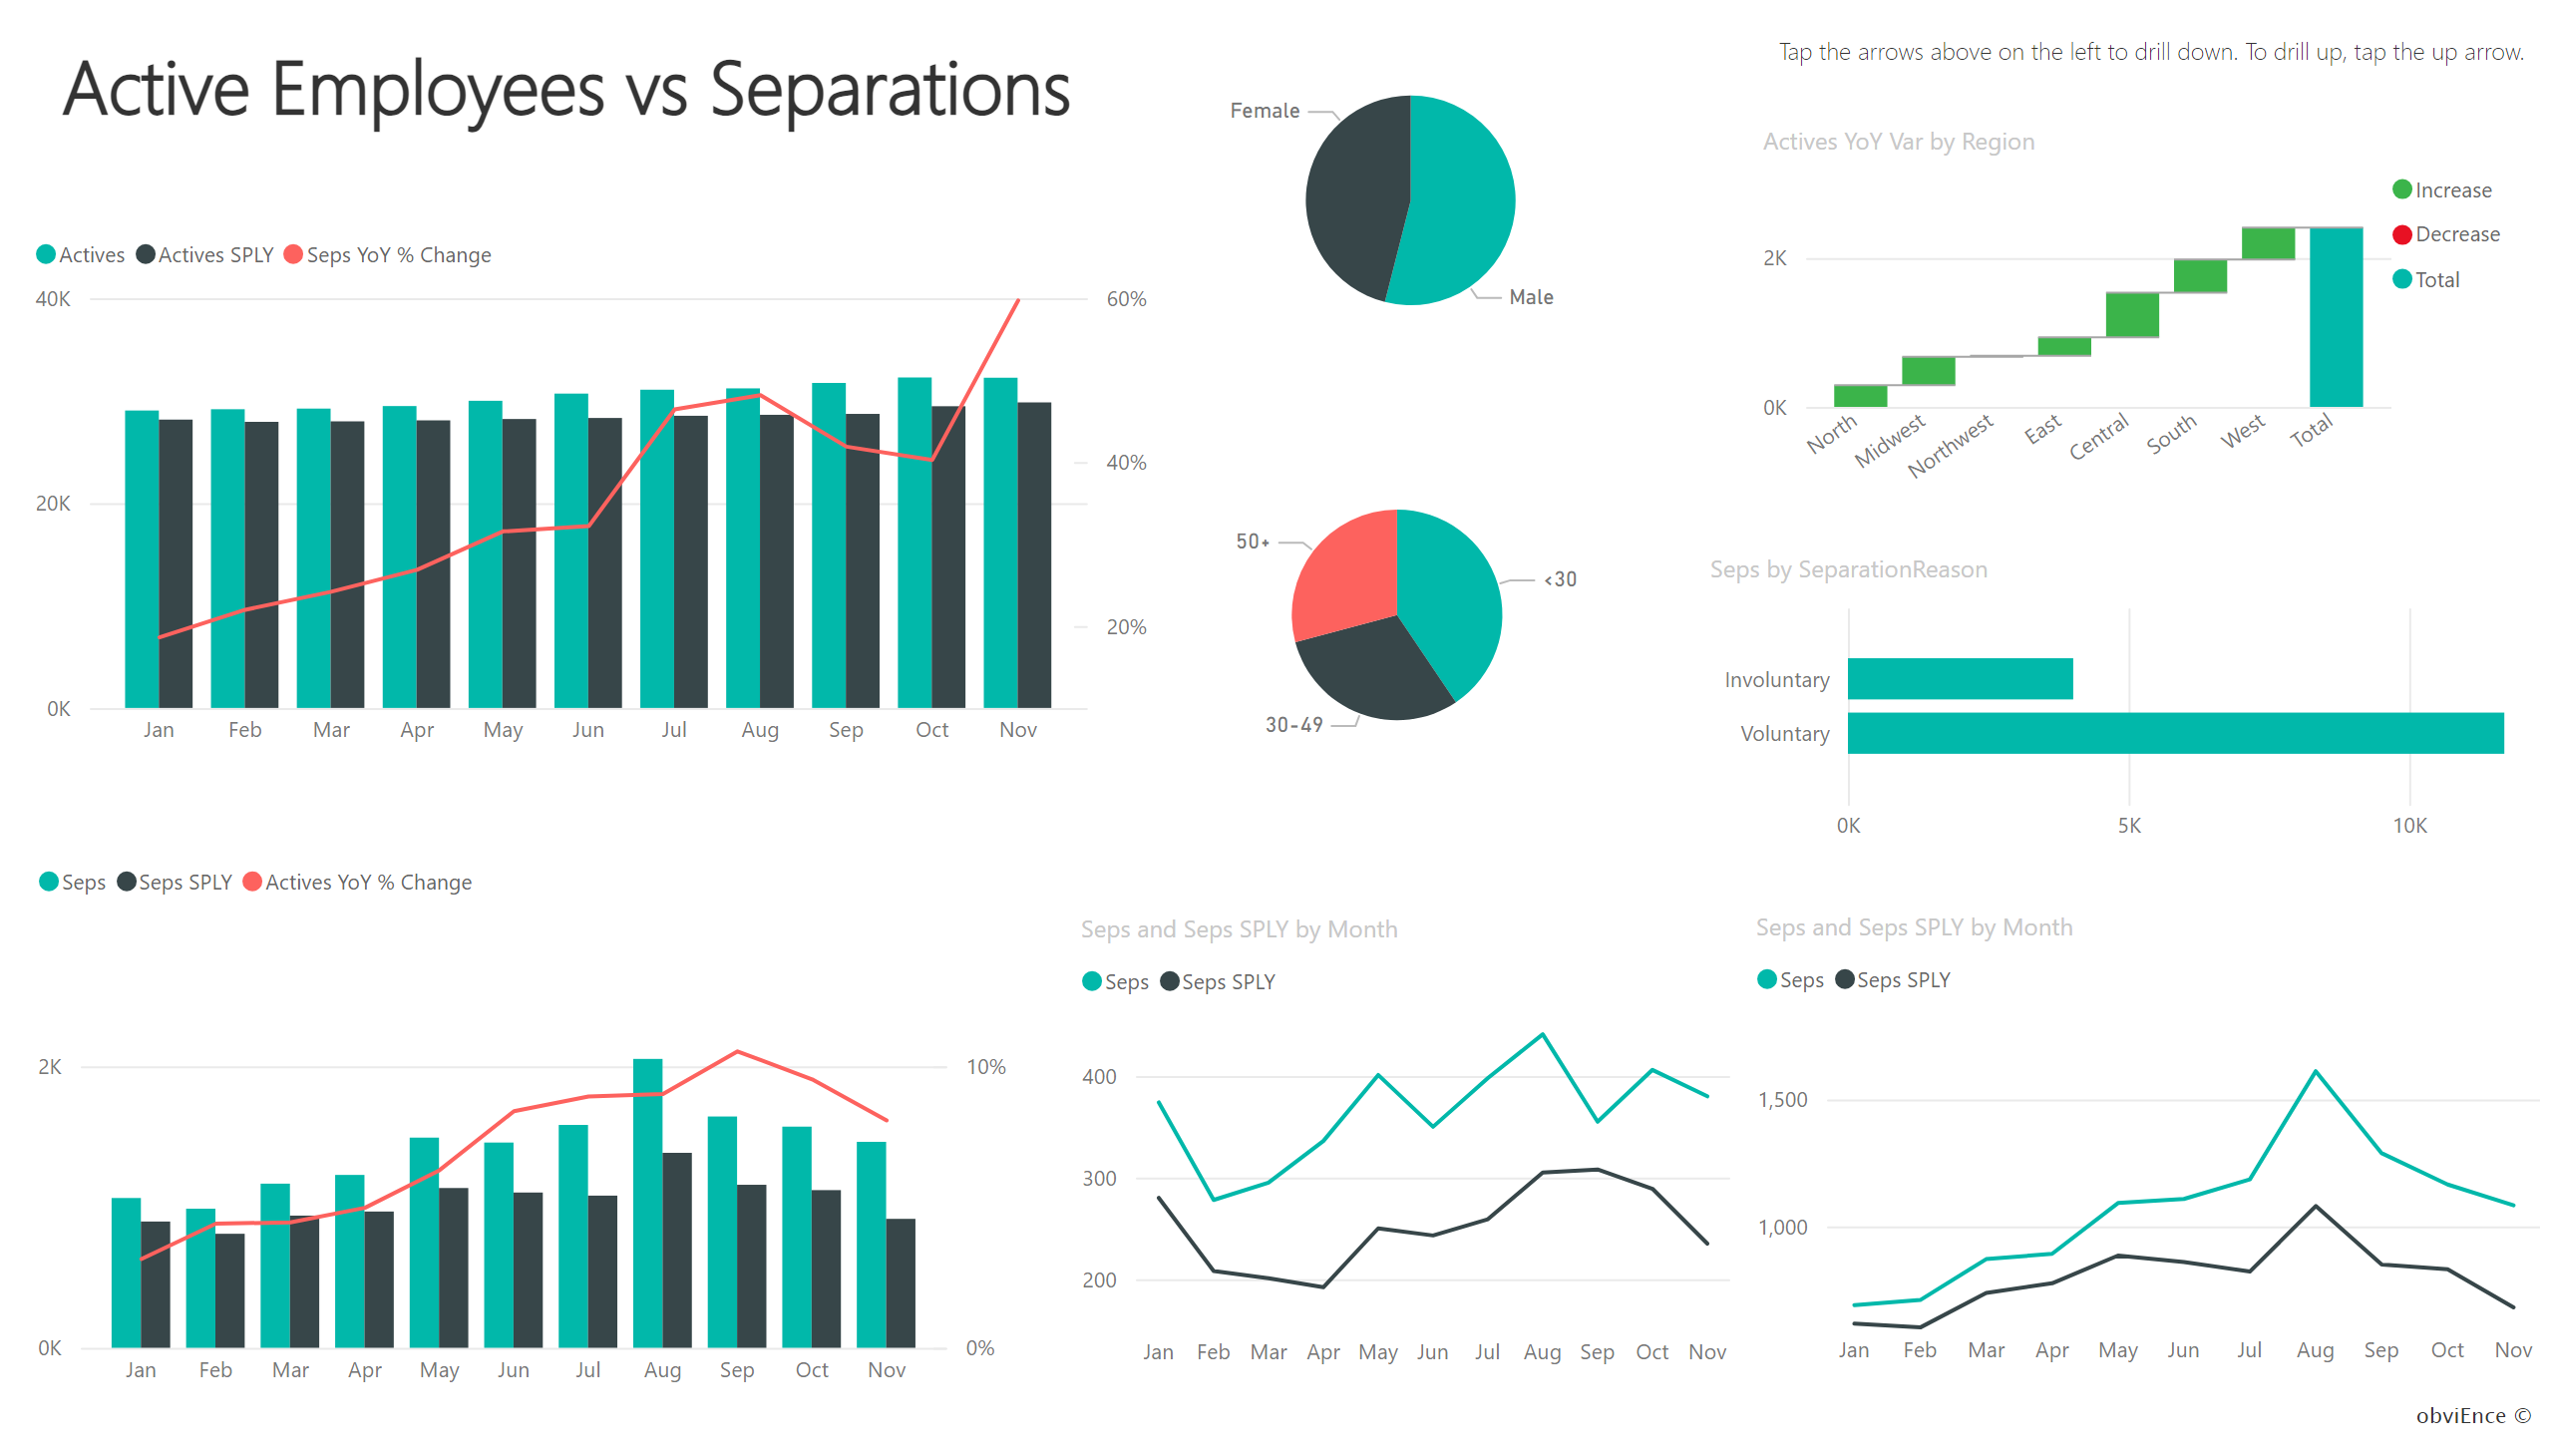 Active Employees vs Separations
Tap the arrows above on the left to drill down. To drill up, tap the up arrow.
Actives Actives SPLY Seps YoY % Change
40K
20K
0K
60%
40%
20%
Jan Feb Mar Apr May Jun Jul Aug Sep Oct Nov
Female
Male
50+
<30
30-49
Actives YoY Var by Region
Increase
Decrease
Total
2K
0K
North Midwest Northwest East Central South West Total
Seps by SeparationReason
Involuntary
Voluntary
0K 5K 10K
Seps Seps SPLY Actives YoY % Change
2K
0K
10%
0%
Jan Feb Mar Apr May Jun Jul Aug Sep Oct Nov
Seps and Seps SPLY by Month
Seps Seps SPLY
400
300
200
Jan Feb Mar Apr May Jun Jul Aug Sep Oct Nov
Seps and Seps SPLY by Month
Seps Seps SPLY
1,500
1,000
Jan Feb Mar Apr May Jun Jul Aug Sep Oct Nov
obviEnce ©